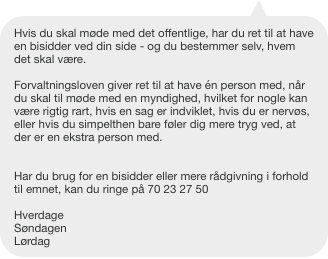 Hvis du skal møde med det offentlige, har du ret til at have
en bisidder ved din side - og du bestemmer selv, hvem
det skal være.
Forvaltningsloven giver ret til at have én person med, når
du skal til møde med en myndighed, hvilket for nogle kan
være rigtig rart, hvis en sag er indviklet, hvis du er nervøs,
eller hvis du simpelthen bare føler dig mere tryg ved, at
der er en ekstra person med.
Har du brug for en bisidder eller mere rådgivning i forhold
til emnet, kan du ringe på 70 23 27 50
Hverdage
Søndagen
Lørdag